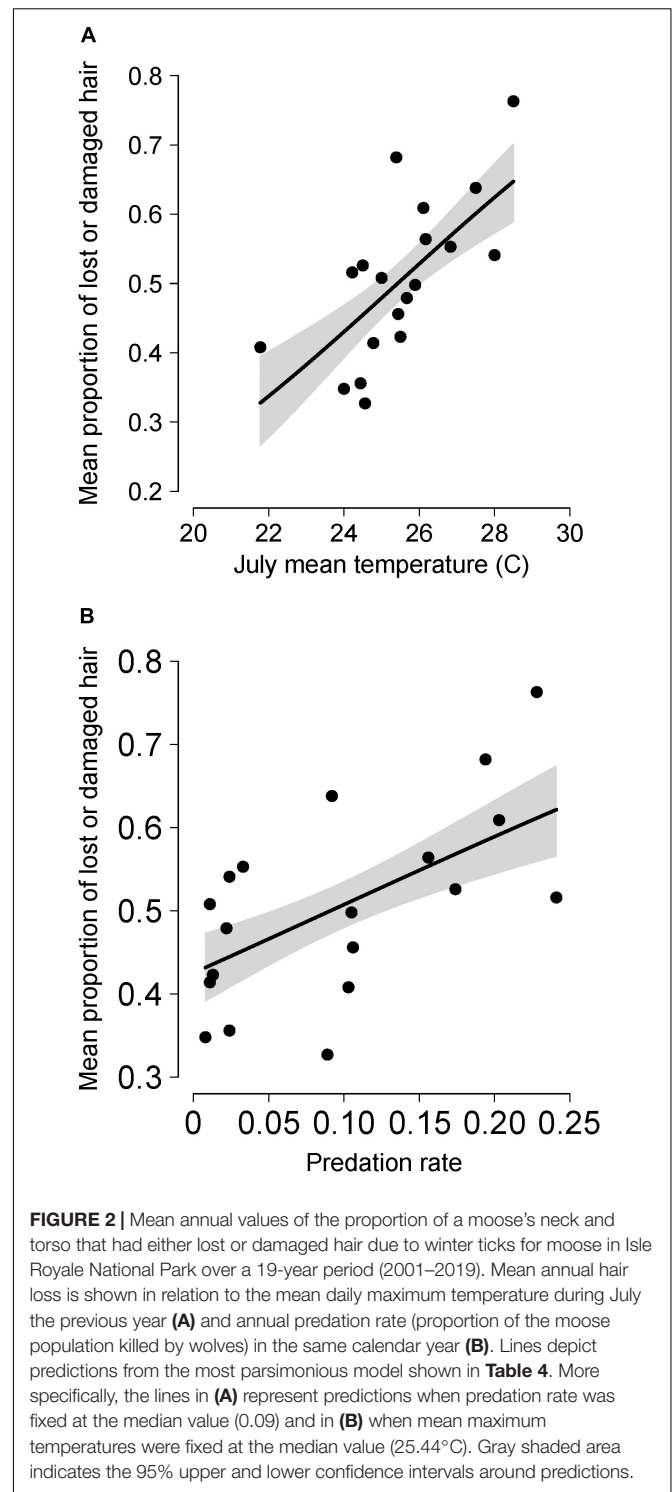 A
Mean proportion of lost or damaged hair
0.8
0.7
0.6
0.5
0.4
0.3
0.2
20 22 24 26 28 30
July mean temperature (C)
B
Mean proportion of lost or damaged hair
0.8
0.7
0.6
0.5
0.4
0.3
0 0.05 0.10 0.15 0.20 0.25
Predation rate
FIGURE 2 | Mean annual values of the proportion of a moose's neck and
torso that had either lost or damaged hair due to winter ticks for moose in Isle
Royale National Park over a 19-year period (2001–2019). Mean annual hair
loss is shown in relation to the mean daily maximum temperature during July
the previous year (A) and annual predation rate (proportion of the moose
population killed by wolves) in the same calendar year (B). Lines depict
predictions from the most parsimonious model shown in Table 4. More
specifically, the lines in (A) represent predictions when predation rate was
fixed at the median value (0.09) and in (B) when mean maximum
temperatures were fixed at the median value (25.44°C). Gray shaded area
indicates the 95% upper and lower confidence intervals around predictions.